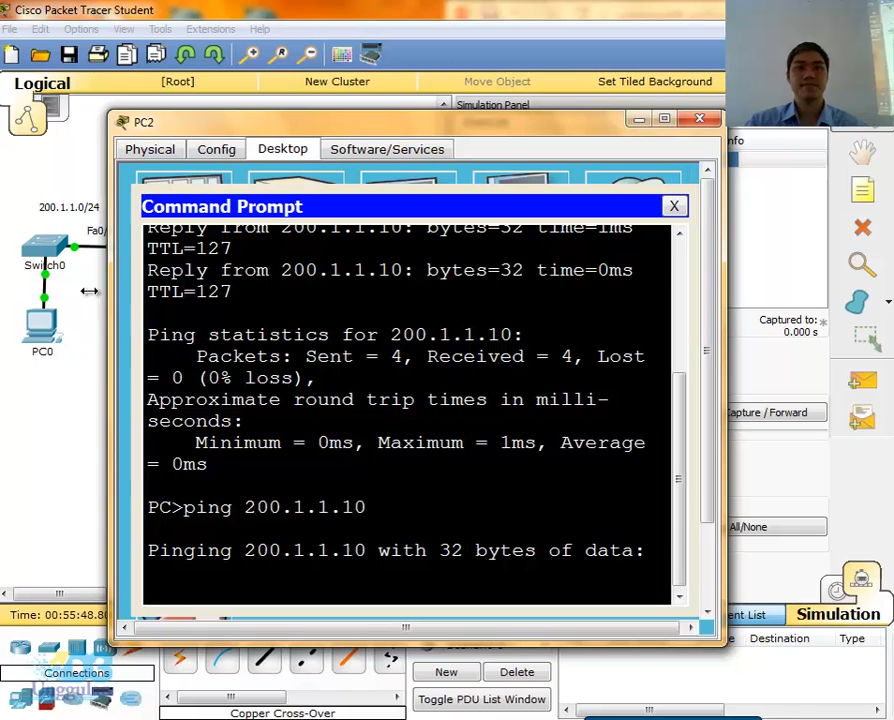 Cisco Packet Tracer Student
File Edit Options View Tools Extensions Help
Logical [Root] New Cluster Move Object Set Tiled Background
Simulation Panel
PC2
Physical Config Desktop Software/Services
Command Prompt X
Reply from 200.1.1.10: bytes=32 time=1ms
TTL=127
Reply from 200.1.1.10: bytes=32 time=0ms
TTL=127
Ping statistics for 200.1.1.10:
Packets: Sent = 4, Received = 4, Lost
= 0 (0% loss),
Approximate round trip times in milli-
seconds:
Minimum = 0ms, Maximum = 1ms, Average
= 0ms
PC>ping 200.1.1.10
Pinging 200.1.1.10 with 32 bytes of data:
200.1.1.0/24
Fa0/
Switch0
PC0
nfo
Captured to:
0.000 s
Capture / Forward
All/None
Time: 00:55:48.80
ent List Simulation
Destination Type
Connections
New Delete
Toggle PDU List Window
Copper Cross-Over